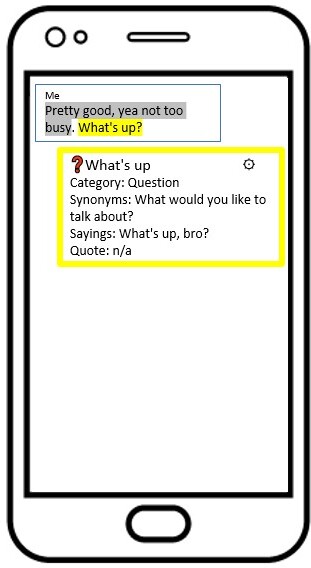 Me
Pretty good, yea not too
busy. What's up?
❓What's up
Category: Question
Synonyms: What would you like to
talk about?
Sayings: What's up, bro?
Quote: n/a